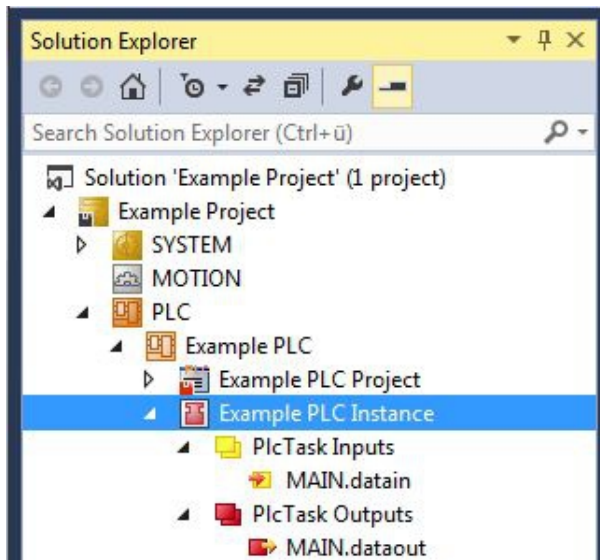 Solution Explorer
Search Solution Explorer (Ctrl+ü)
Solution 'Example Project' (1 project)
Example Project
SYSTEM
MOTION
PLC
Example PLC
Example PLC Project
Example PLC Instance
PlcTask Inputs
MAIN.datain
PlcTask Outputs
MAIN.dataout